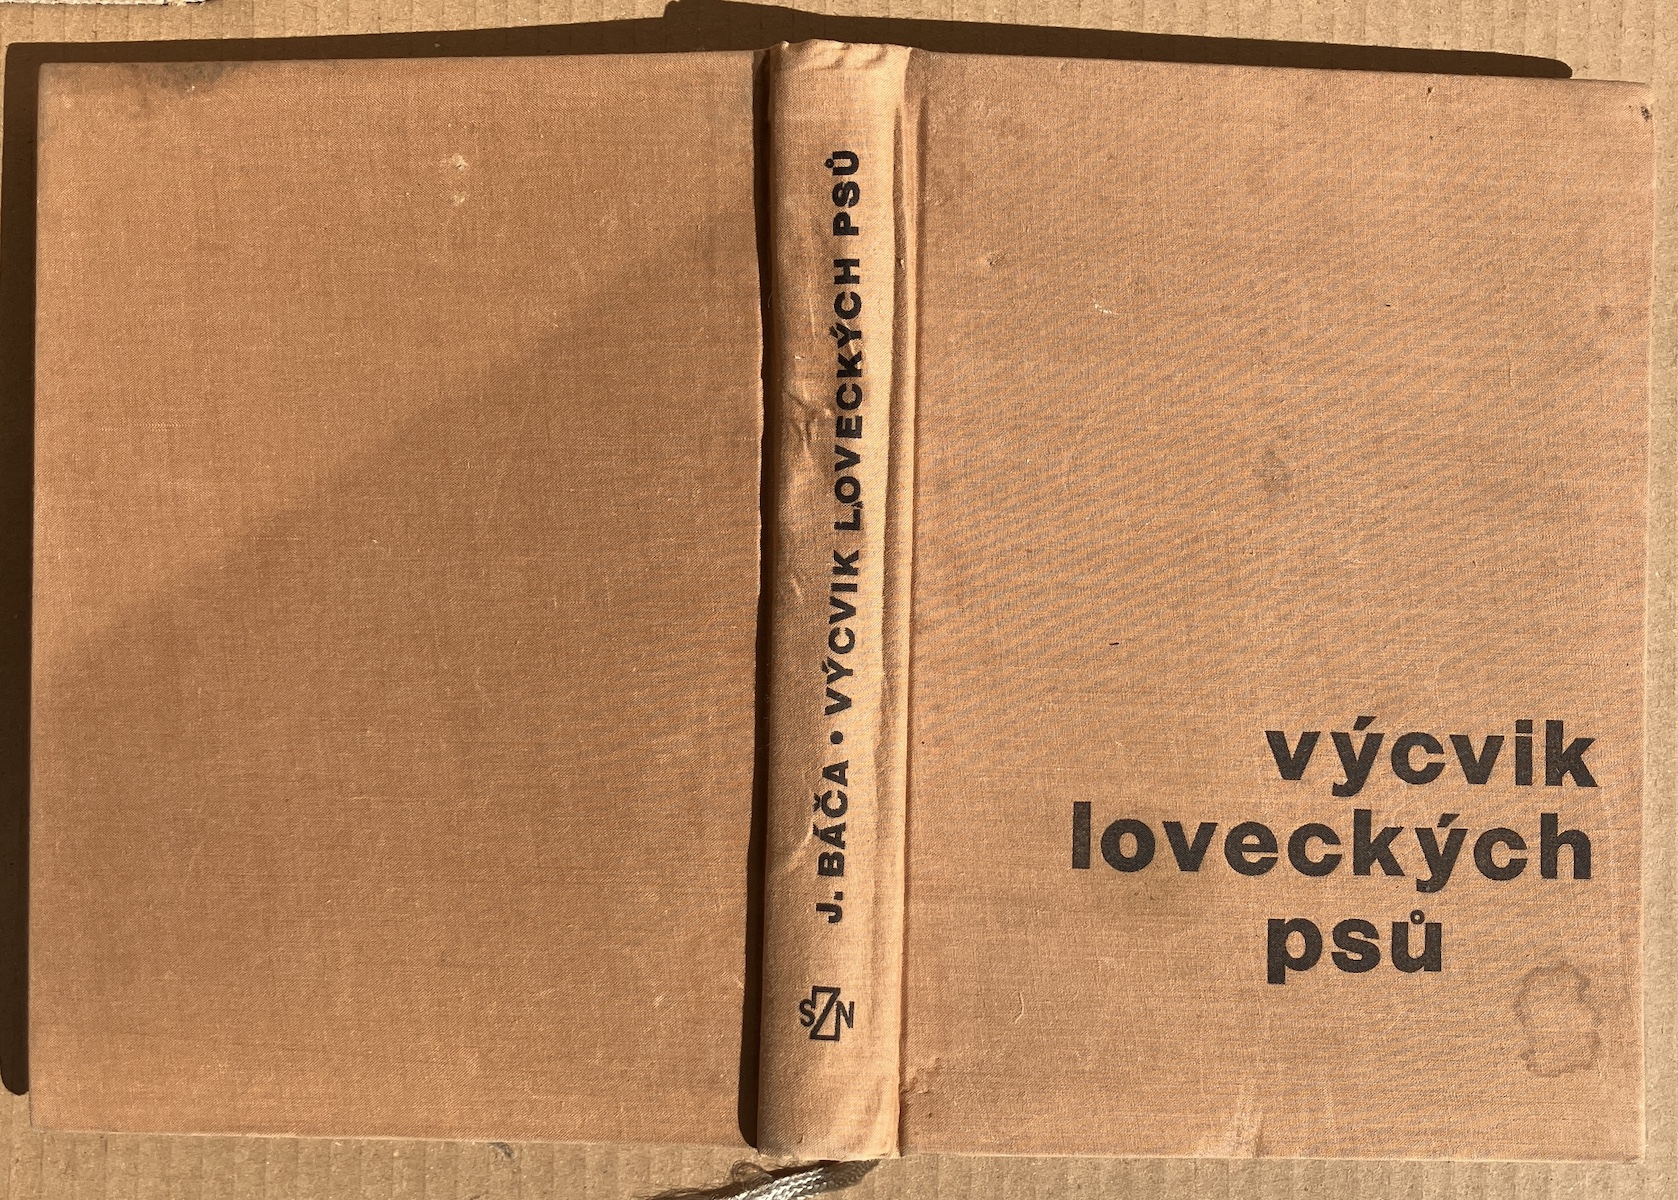 J. BÁČA • VÝCVIK LOVECKÝCH PSŮ
SZN
výcvik
loveckých
psů